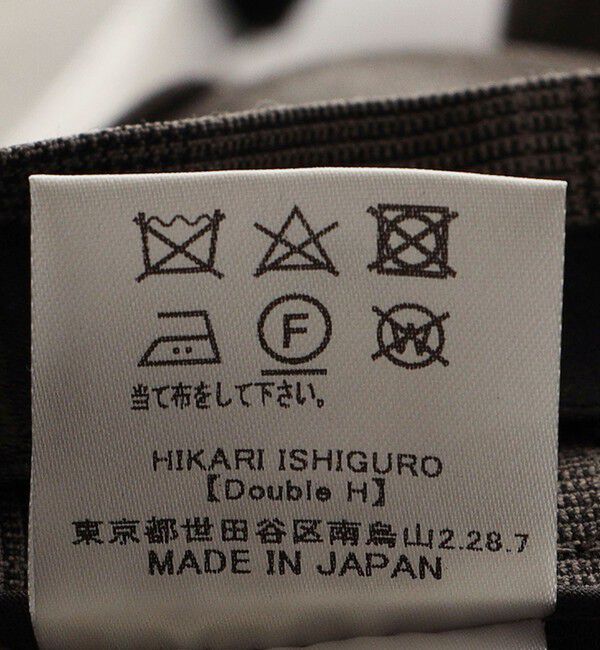 F W
当て布をして下さい。
HIKARI ISHIGURO
【Double H】
東京都世田谷区南烏山2.28.7
MADE IN JAPAN